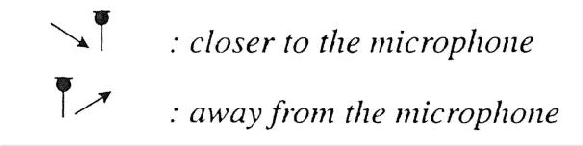 : closer to the microphone
: away from the microphone